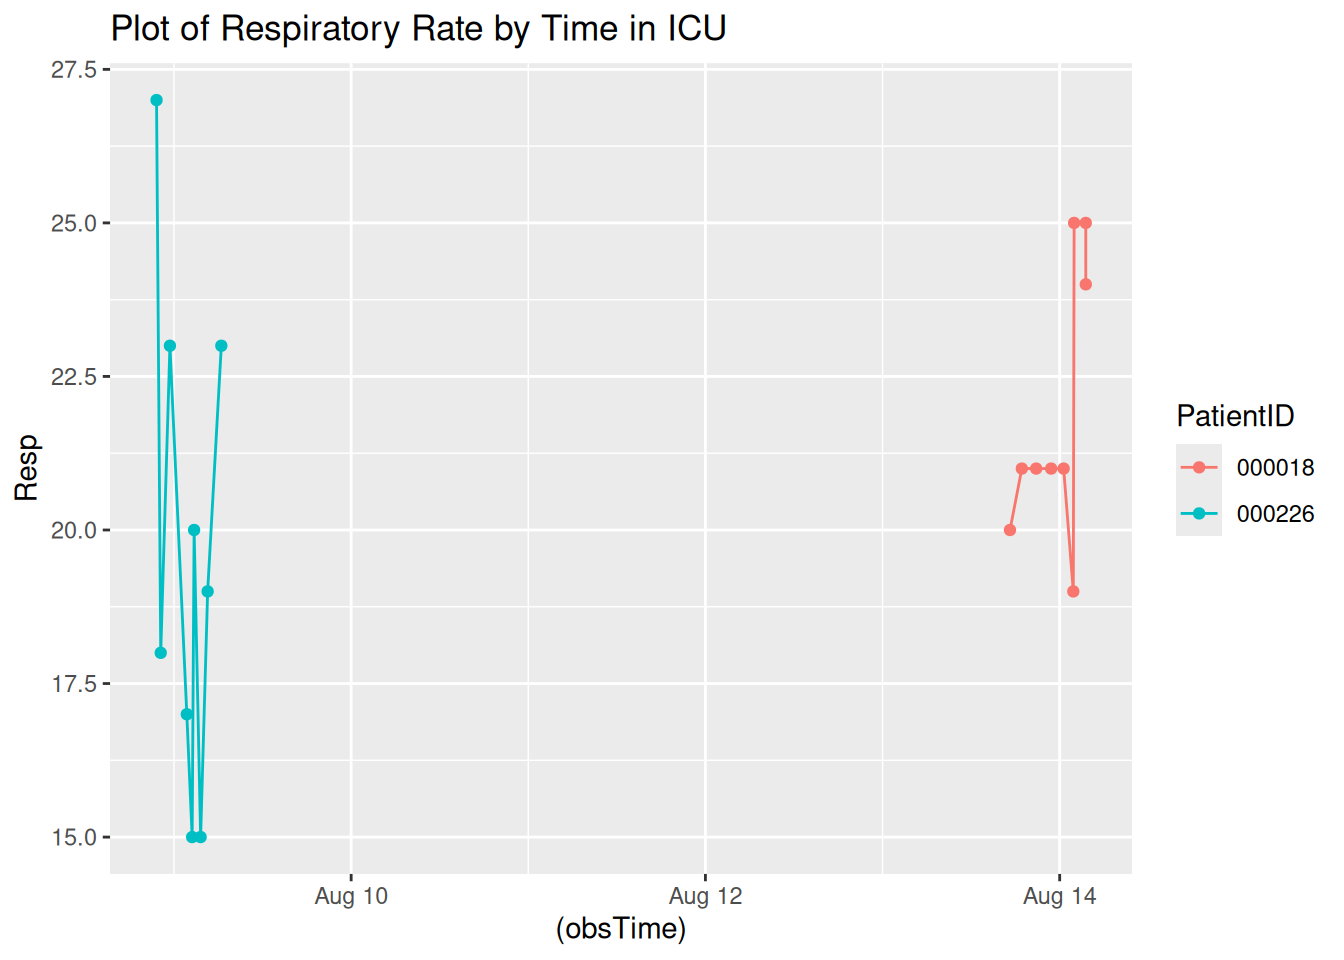 Plot of Respiratory Rate by Time in ICU
27.5
25.0
22.5
20.0
17.5
15.0
Resp
Aug 10
Aug 12
Aug 14
(obsTime)
PatientID
000018
000226